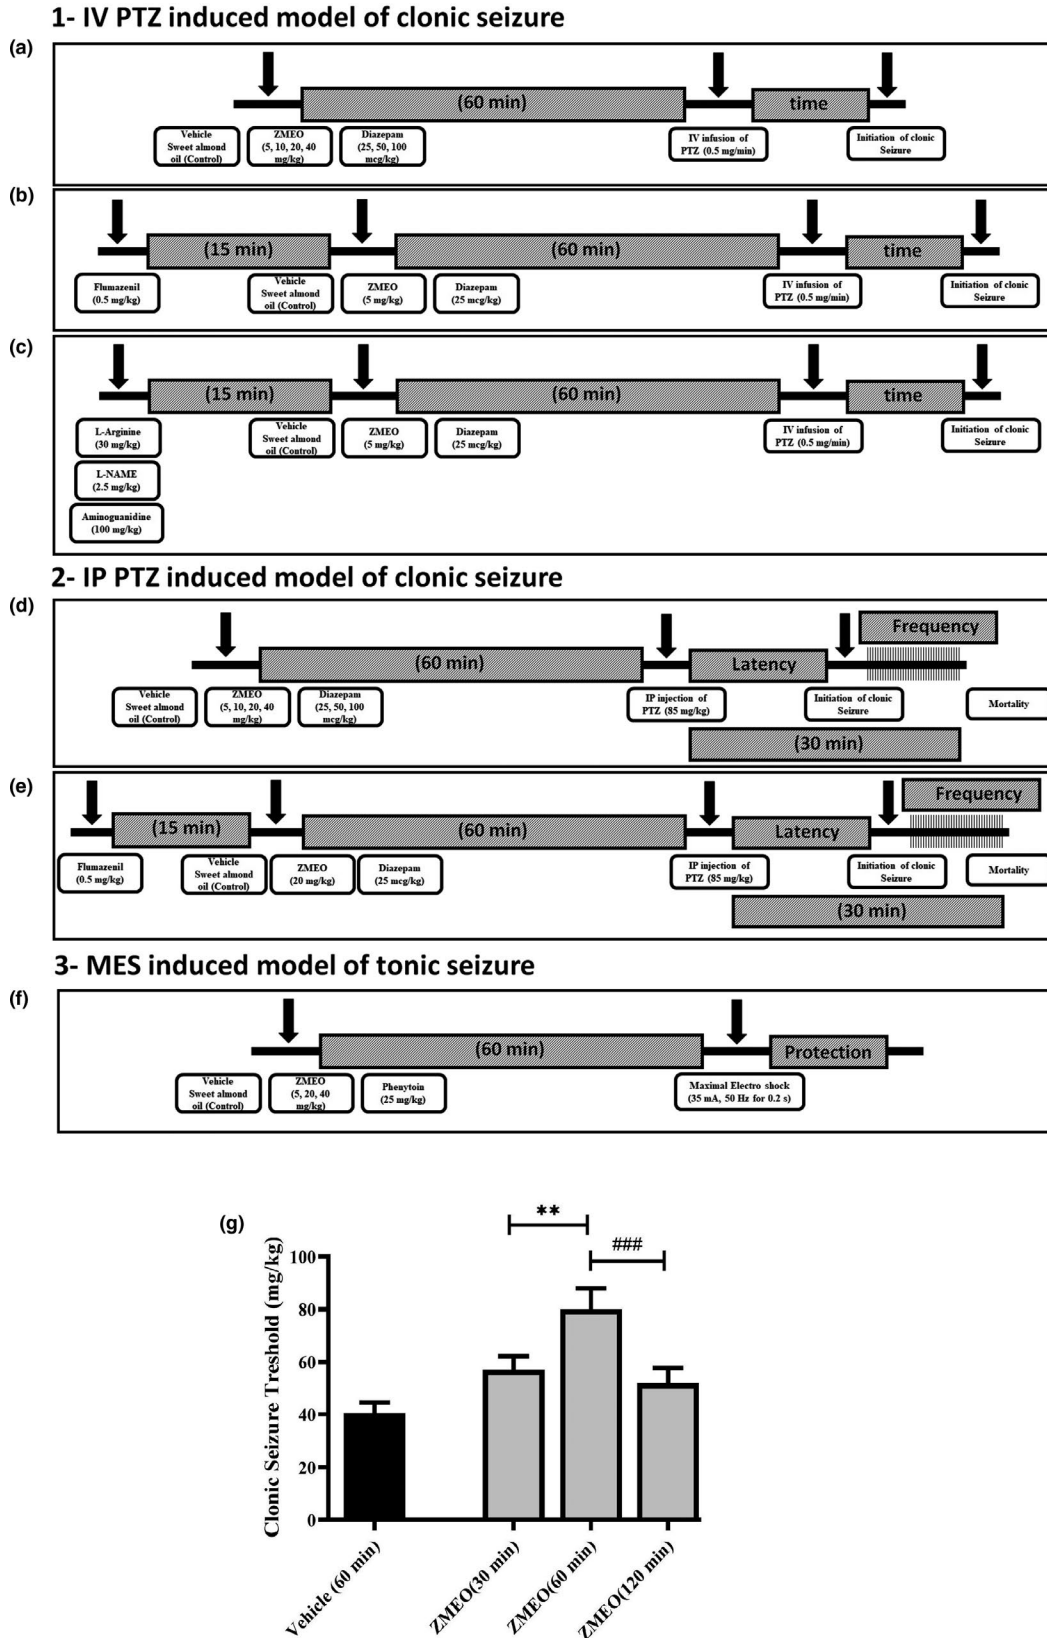 1- IV PTZ induced model of clonic seizure
(a)
(60 min)
time
Vehicle
Sweet almond
oil (Control)
ZMEO
(5, 10, 20, 40
mg/kg)
Diazepam
(25, 50, 100
mcg/kg)
IV infusion of
PTZ (0.5 mg/min)
Initiation of clonic
Seizure
(b)
(15 min)
(60 min)
time
Flumazenil
(0.5 mg/kg)
Vehicle
Sweet almond
oil (Control)
ZMEO
(5 mg/kg)
Diazepam
(25 mcg/kg)
IV infusion of
PTZ (0.5 mg/min)
Initiation of clonic
Seizure
(c)
(15 min)
(60 min)
time
L-Arginine
(30 mg/kg)
L-NAME
(2.5 mg/kg)
Aminoguanidine
(100 mg/kg)
Vehicle
Sweet almond
oil (Control)
ZMEO
(5 mg/kg)
Diazepam
(25 mcg/kg)
IV infusion of
PTZ (0.5 mg/min)
Initiation of clonic
Seizure
2- IP PTZ induced model of clonic seizure
(d)
Frequency
(60 min)
Latency
Vehicle
Sweet almond
oil (Control)
ZMEO
(5, 10, 20, 40
mg/kg)
Diazepam
(25, 50, 100
mcg/kg)
IP injection of
PTZ (85 mg/kg)
Initiation of clonic
Seizure
Mortality
(30 min)
(e)
Frequency
(15 min)
(60 min)
Latency
Flumazenil
(0.5 mg/kg)
Vehicle
Sweet almond
oil (Control)
ZMEO
(20 mg/kg)
Diazepam
(25 mcg/kg)
IP injection of
PTZ (85 mg/kg)
Initiation of clonic
Seizure
Mortality
(30 min)
3- MES induced model of tonic seizure
(f)
(60 min)
Protection
Vehicle
Sweet almond
oil (Control)
ZMEO
(5, 20, 40
mg/kg)
Phenytoin
(25 mg/kg)
Maximal Electro shock
(35 mA, 50 Hz for 0.2 s)
(g)
**
###
Clonic Seizure Treshold (mg/kg)
100
80
60
40
20
0
Vehicle (60 min)
ZMEO(30 min)
ZMEO(60 min)
ZMEO(120 min)